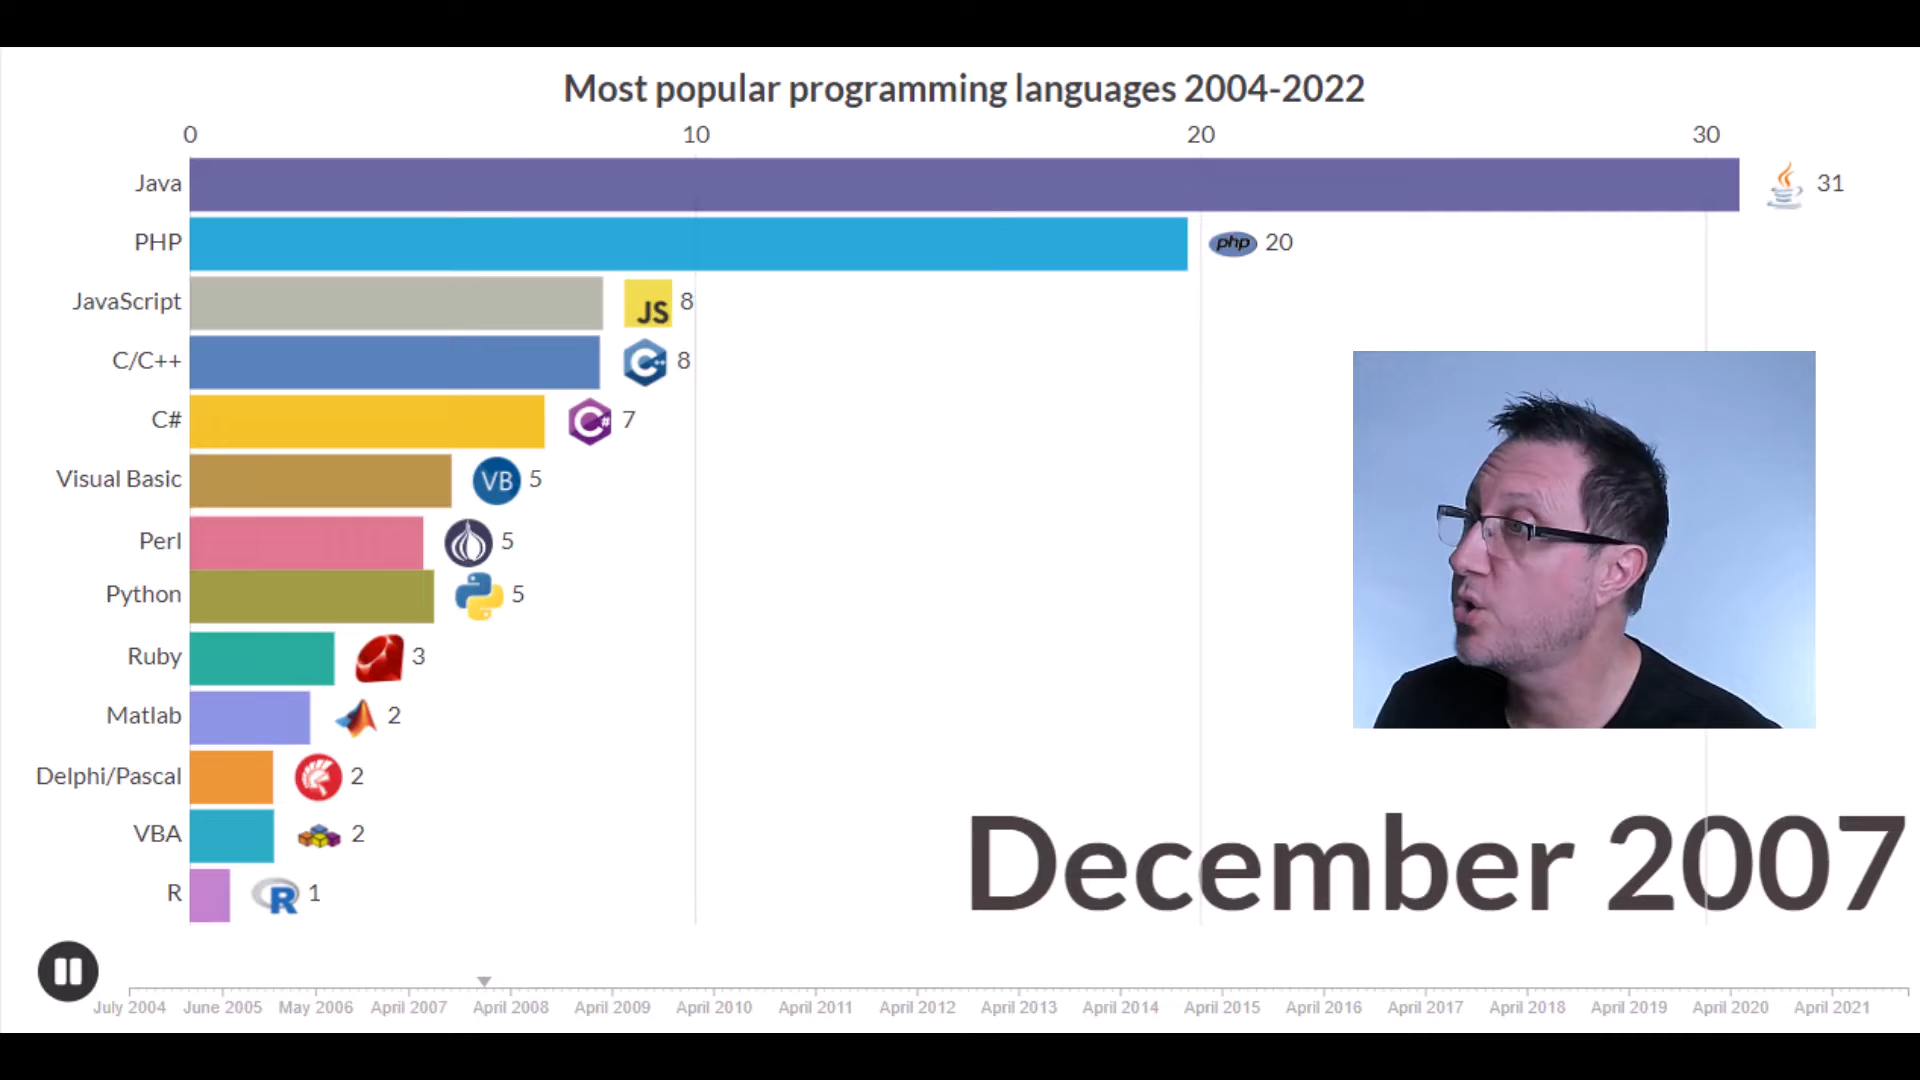 Most popular programming languages 2004-2022
0 10 20 30
Java 31
PHP php 20
JavaScript JS 8
C/C++ C++ 8
C# C# 7
Visual Basic VB 5
Perl 5
Python 5
Ruby 3
Matlab 2
Delphi/Pascal 2
VBA 2
R R 1
December 2007
July 2004 June 2005 May 2006 April 2007 April 2008 April 2009 April 2010 April 2011 April 2012 April 2013 April 2014 April 2015 April 2016 April 2017 April 2018 April 2019 April 2020 April 2021